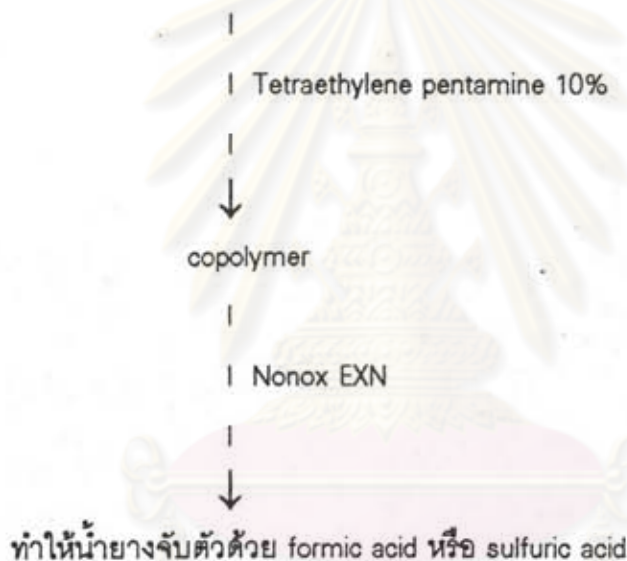 Tetraethylene pentamine 10%
copolymer
Nonox EXN
ทำให้น้ำยางจับตัวด้วย formic acid หรือ sulfuric acid